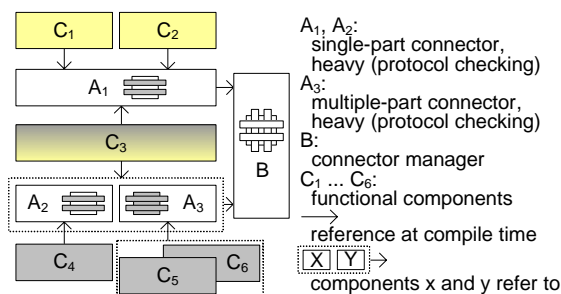 C1
C2
A1
C3
B
A2
A3
C4
C5
C6
A1, A2:
single-part connector,
heavy (protocol checking)
A3:
multiple-part connector,
heavy (protocol checking)
B:
connector manager
C1 ... C6:
functional components
reference at compile time
X Y
components x and y refer to